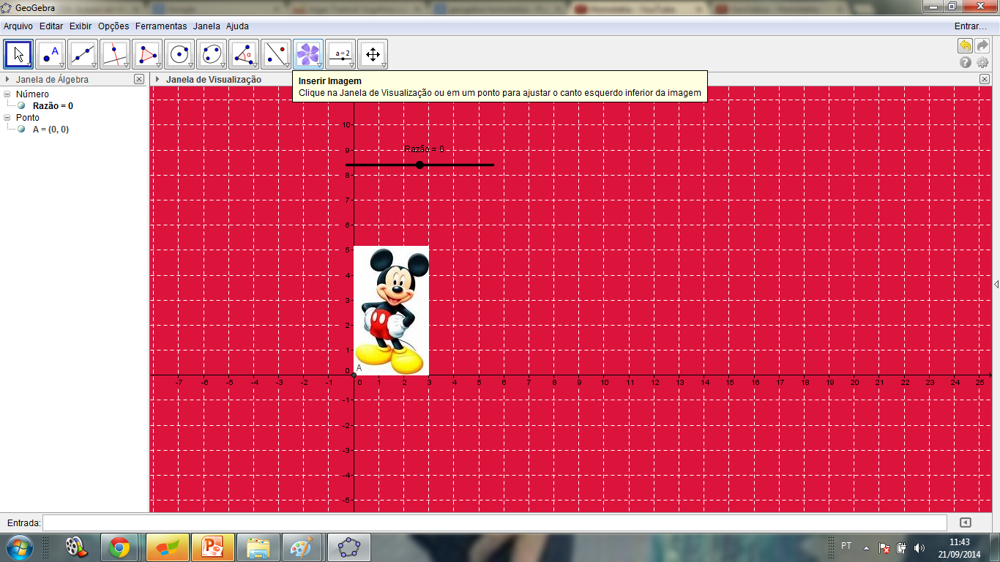 GeoGebra
Arquivo Editar Exibir Opções Ferramentas Janela Ajuda Entrar...
A α a=2
Janela de Álgebra
Janela de Visualização
Inserir Imagem
Clique na Janela de Visualização ou em um ponto para ajustar o canto esquerdo inferior da imagem
Número
Razão = 0
Ponto
A = (0, 0)
10
Razão = 0
9
8
7
6
5
4
3
2
1
A
0
-7 -6 -5 -4 -3 -2 -1 0 1 2 3 4 5 6 7 8 9 10 11 12 13 14 15 16 17 18 19 20 21 22 23 24 25
-1
-2
-3
-4
-5
Entrada:
PT
11:43
21/09/2014